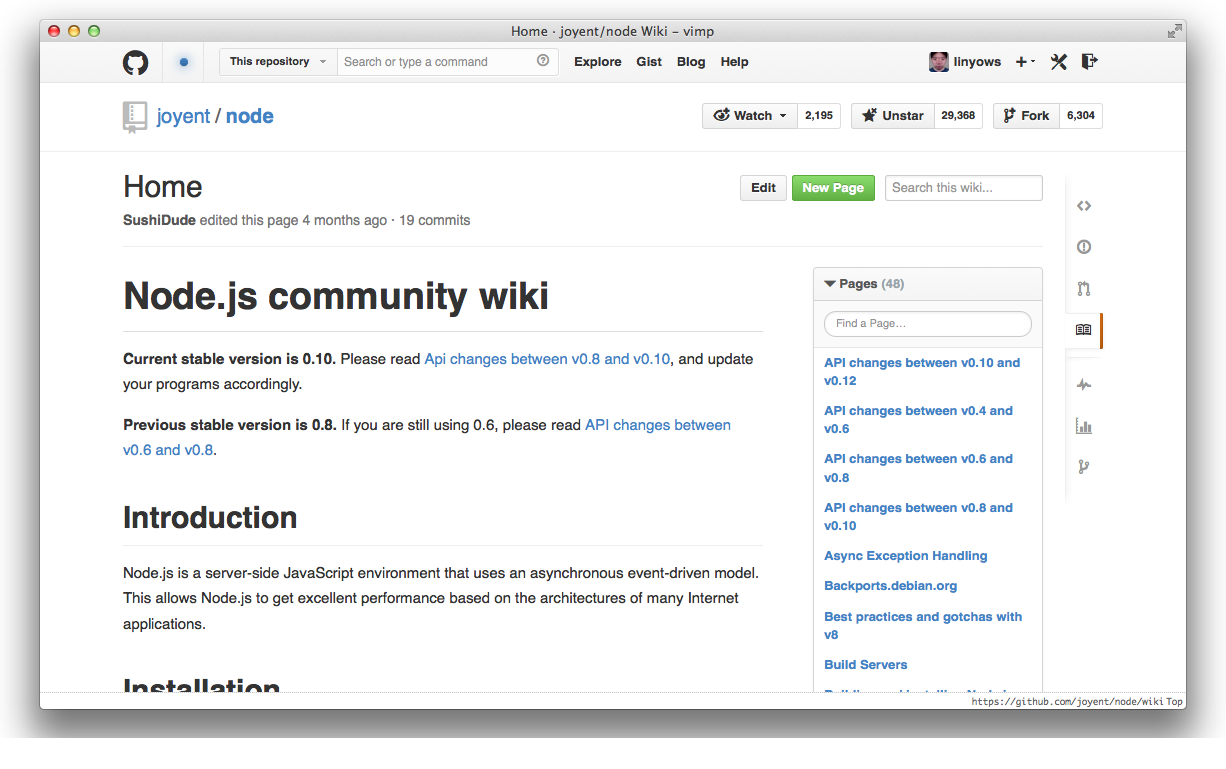 Home · joyent/node Wiki – vimp
This repository Search or type a command Explore Gist Blog Help linyows
joyent / node
Watch 2,195 Unstar 29,368 Fork 6,304
Home
Edit New Page Search this wiki...
SushiDude edited this page 4 months ago · 19 commits
Node.js community wiki
Current stable version is 0.10. Please read Api changes between v0.8 and v0.10, and update
your programs accordingly.
Previous stable version is 0.8. If you are still using 0.6, please read API changes between
v0.6 and v0.8.
Introduction
Node.js is a server-side JavaScript environment that uses an asynchronous event-driven model.
This allows Node.js to get excellent performance based on the architectures of many Internet
applications.
Installation
Pages (48)
Find a Page…
API changes between v0.10 and
v0.12
API changes between v0.4 and
v0.6
API changes between v0.6 and
v0.8
API changes between v0.8 and
v0.10
Async Exception Handling
Backports.debian.org
Best practices and gotchas with
v8
Build Servers
https://github.com/joyent/node/wiki Top